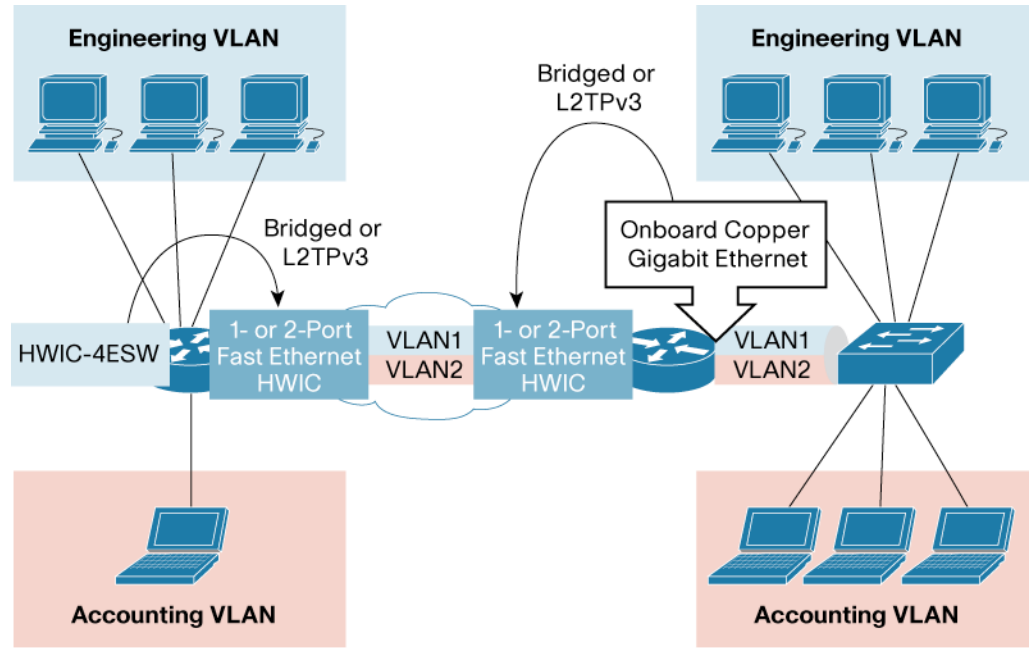 Engineering VLAN
Engineering VLAN
Bridged or
L2TPv3
Bridged or
L2TPv3
Onboard Copper
Gigabit Ethernet
HWIC-4ESW
1- or 2-Port
Fast Ethernet
HWIC
VLAN1
VLAN2
1- or 2-Port
Fast Ethernet
HWIC
VLAN1
VLAN2
Accounting VLAN
Accounting VLAN